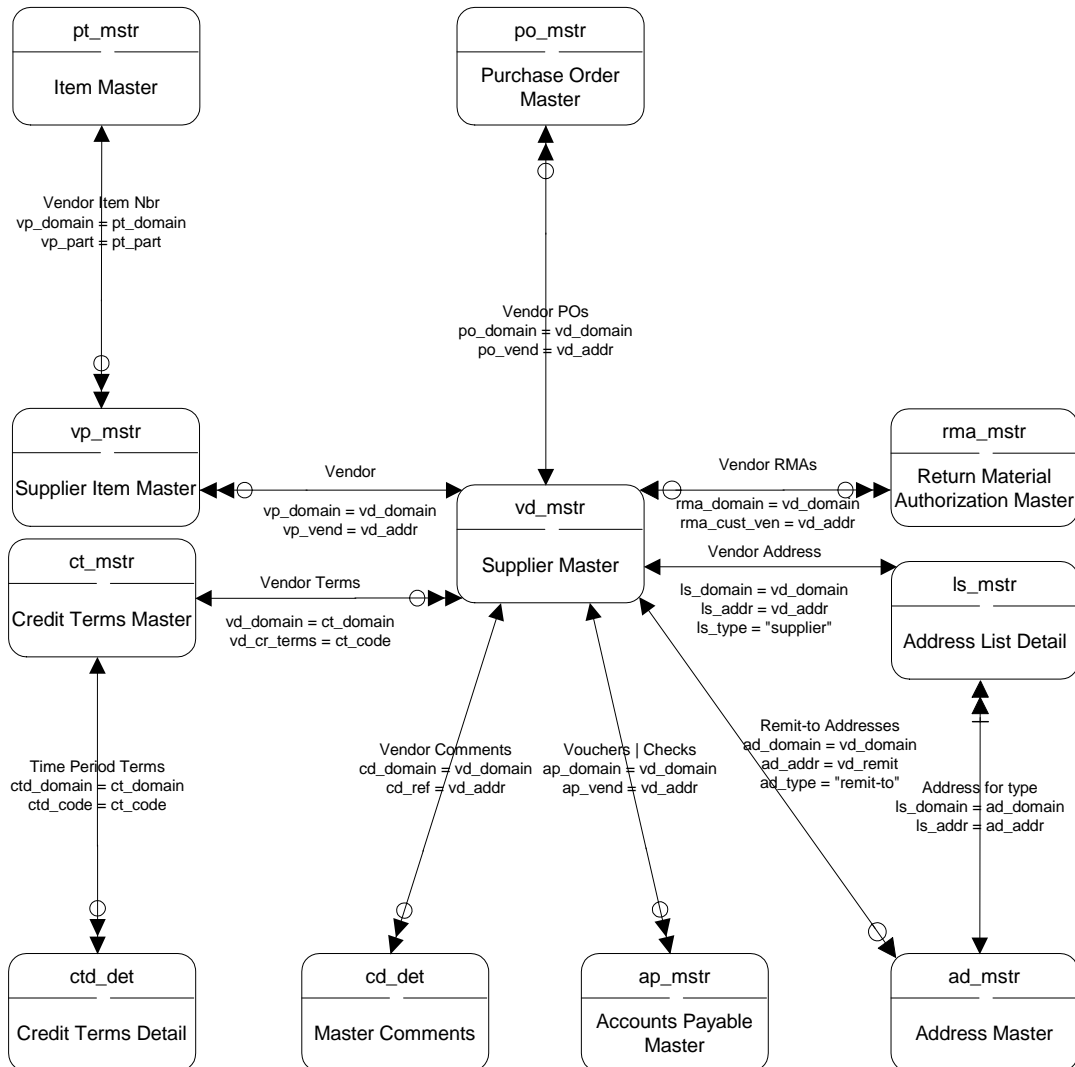 pt_mstr
Item Master
po_mstr
Purchase Order
Master
Vendor Item Nbr
vp_domain = pt_domain
vp_part = pt_part
Vendor POs
po_domain = vd_domain
po_vend = vd_addr
vp_mstr
Supplier Item Master
Vendor
vp_domain = vd_domain
vp_vend = vd_addr
vd_mstr
Supplier Master
Vendor RMAs
rma_domain = vd_domain
rma_cust_ven = vd_addr
rma_mstr
Return Material
Authorization Master
ct_mstr
Credit Terms Master
Vendor Terms
vd_domain = ct_domain
vd_cr_terms = ct_code
Vendor Address
ls_domain = vd_domain
ls_addr = vd_addr
ls_type = "supplier"
ls_mstr
Address List Detail
Time Period Terms
ctd_domain = ct_domain
ctd_code = ct_code
Vendor Comments
cd_domain = vd_domain
cd_ref = vd_addr
Vouchers | Checks
ap_domain = vd_domain
ap_vend = vd_addr
Remit-to Addresses
ad_domain = vd_domain
ad_addr = vd_remit
ad_type = "remit-to"
Address for type
ls_domain = ad_domain
ls_addr = ad_addr
ctd_det
Credit Terms Detail
cd_det
Master Comments
ap_mstr
Accounts Payable
Master
ad_mstr
Address Master